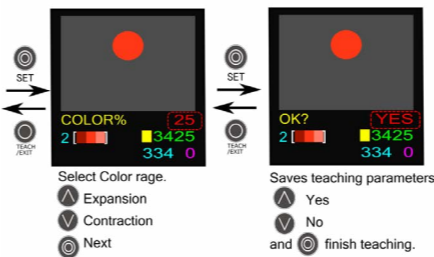 SET
TEACH
/EXIT
COLOR% 25
2 3425
334 0
Select Color rage.
Expansion
Contraction
Next
SET
TEACH
/EXIT
OK? YES
2 3425
334 0
Saves teaching parameters
Yes
No
and finish teaching.